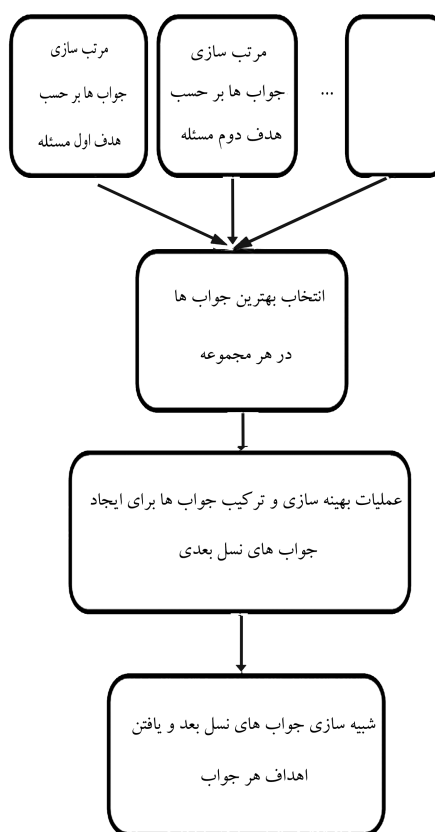 مرتب سازی
جواب ها بر حسب
هدف اول مسئله
مرتب سازی
جواب ها بر حسب
هدف دوم مسئله
...
انتخاب بهترین جواب ها
در هر مجموعه
عملیات بهینه سازی و ترکیب جواب ها برای ایجاد
جواب های نسل بعدی
شبیه سازی جواب های نسل بعد و یافتن
اهداف هر جواب